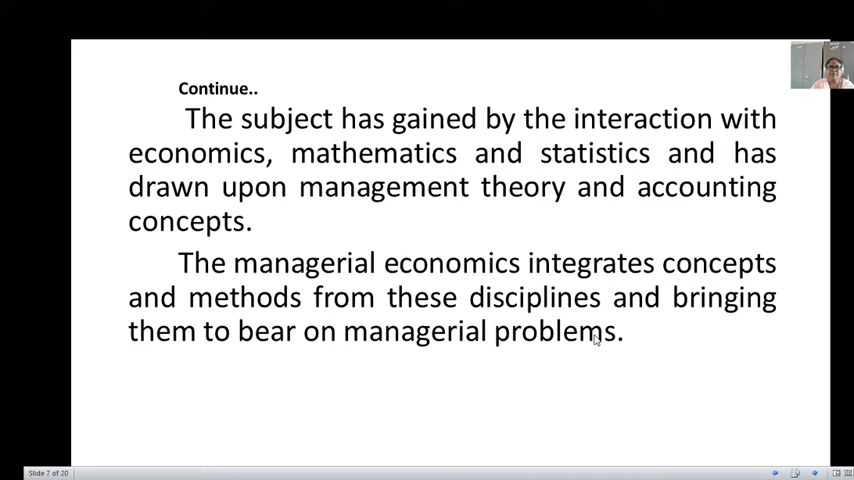 Continue..
The subject has gained by the interaction with
economics, mathematics and statistics and has
drawn upon management theory and accounting
concepts.
The managerial economics integrates concepts
and methods from these disciplines and bringing
them to bear on managerial problems.
Slide 7 of 20